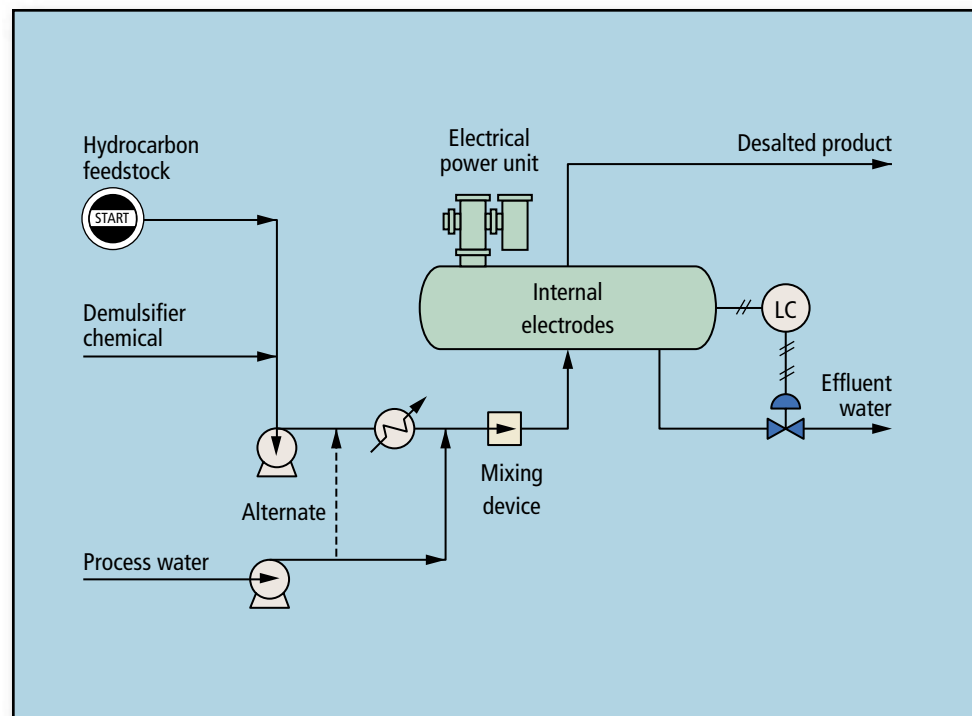 Hydrocarbon
feedstock
START
Demulsifier
chemical
Alternate
Process water
Electrical
power unit
Internal
electrodes
Mixing
device
Desalted product
LC
Effluent
water